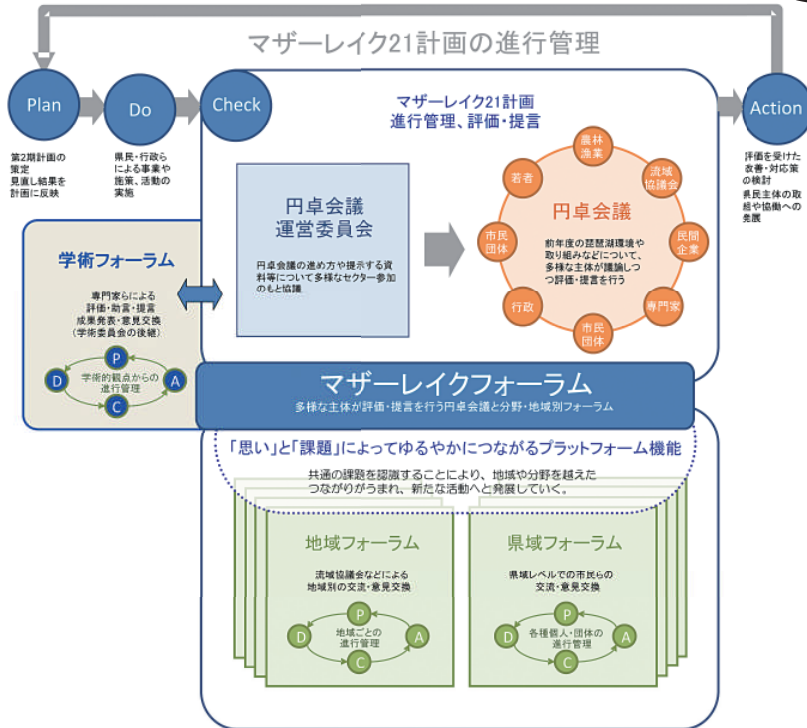 マザーレイク21計画の進行管理
Plan
Do
Check
Action
第2期計画の
策定
見直し結果を
計画に反映
県民・行政ら
による事業や
施策、活動の
実施
マザーレイク21計画
進行管理、評価・提言
評価を受けた
改善・対応策
の検討
県民主体の取
組や協働への
発展
円卓会議
運営委員会
円卓会議の進め方や提示する資
料等について多様なセクター参加
のもと協議
農林
漁業
流域
協議会
民間
企業
専門家
市民
団体
行政
市民
団体
若者
円卓会議
前年度の琵琶湖環境や
取り組みなどについて、
多様な主体が議論しつ
つ評価・提言を行う
学術フォーラム
専門家らによる
評価・助言・提言
成果発表・意見交換
(学術委員会の後継)
P
D
A
C
学術的観点からの
進行管理
マザーレイクフォーラム
多様な主体が評価・提言を行う円卓会議と分野・地域別フォーラム
「思い」と「課題」によってゆるやかにつながるプラットフォーム機能
共通の課題を認識することにより、地域や分野を越えた
つながりがうまれ、新たな活動へと発展していく。
地域フォーラム
流域協議会などによる
地域別の交流・意見交換
P
D
A
C
地域ごとの
進行管理
県域フォーラム
県域レベルでの市民らの
交流・意見交換
P
D
A
C
各種個人・団体の
進行管理